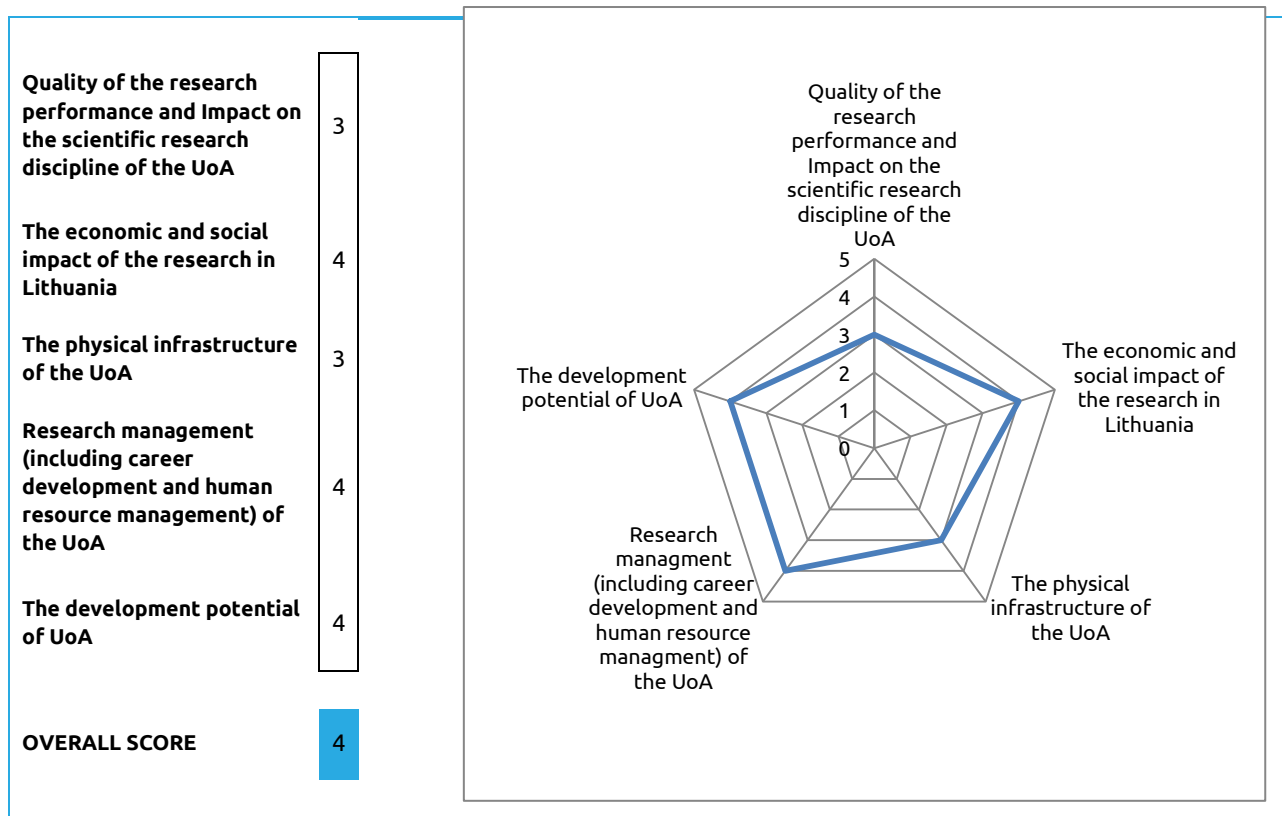 Quality of the research
performance and Impact on
the scientific research
discipline of the UoA
3
The economic and social
impact of the research in
Lithuania
4
The physical infrastructure
of the UoA
3
Research management
(including career
development and human
resource management) of
the UoA
4
The development potential
of UoA
4
OVERALL SCORE
4
Quality of the
research
performance and
Impact on the
scientific research
discipline of the
UoA
5
4
3
2
1
0
The economic and
social impact of
the research in
Lithuania
The physical
infrastructure of
the UoA
Research
managment
(including career
development and
human resource
managment) of
the UoA
The development
potential of UoA